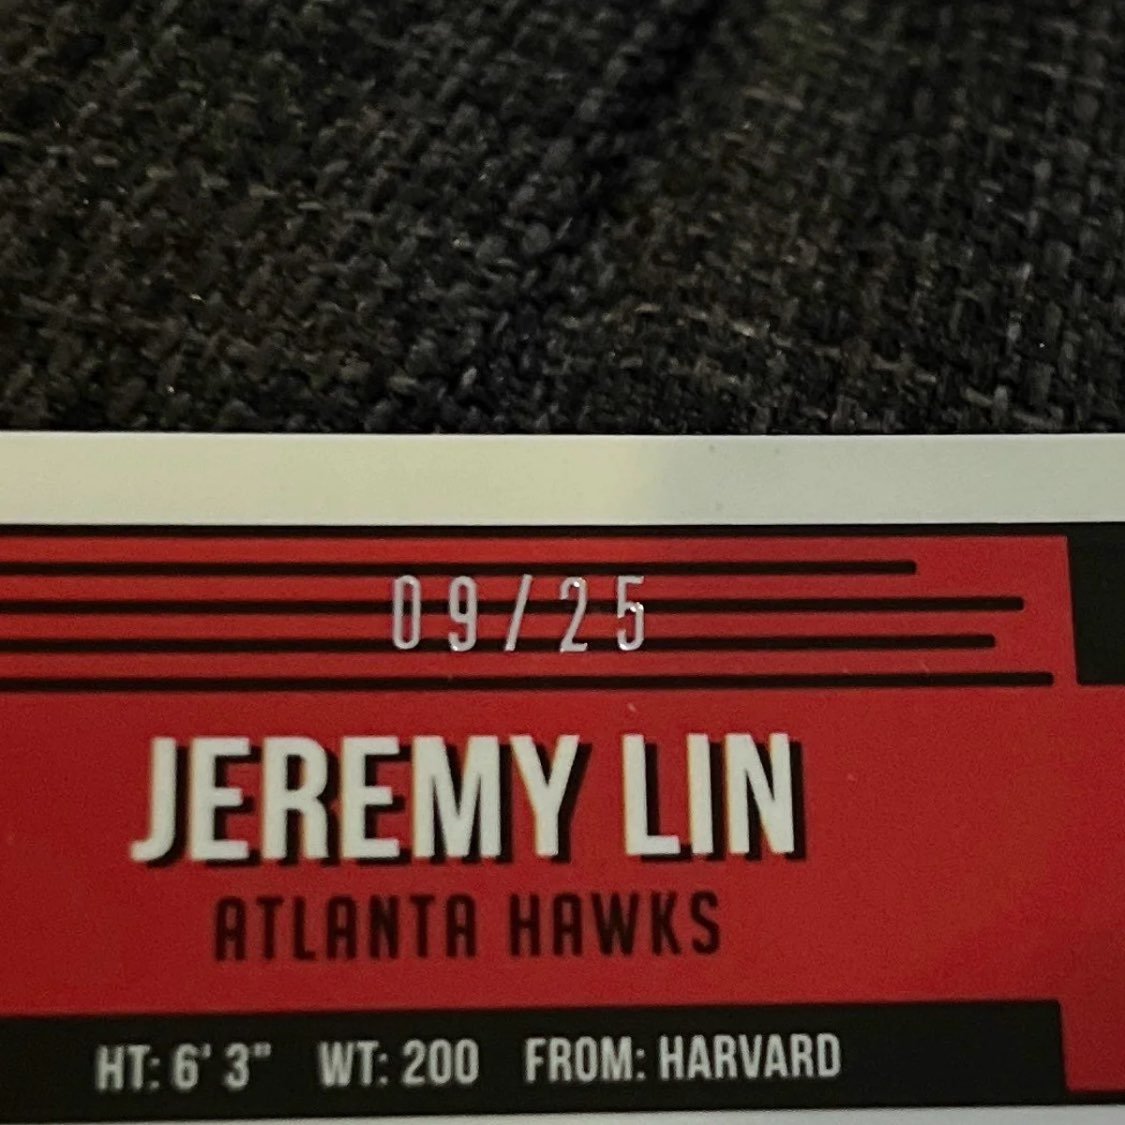 09/25
JEREMY LIN
ATLANTA HAWKS
HT: 6' 3" WT: 200 FROM: HARVARD